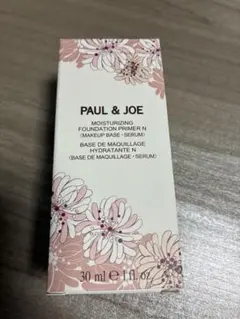 PAUL & JOE
MOISTURIZING
FOUNDATION PRIMER N
(MAKEUP BASE・SERUM)
BASE DE MAQUILLAGE
HYDRATANTE N
(BASE DE MAQUILLAGE・SERUM)
30 ml ℮ 1 fl. oz